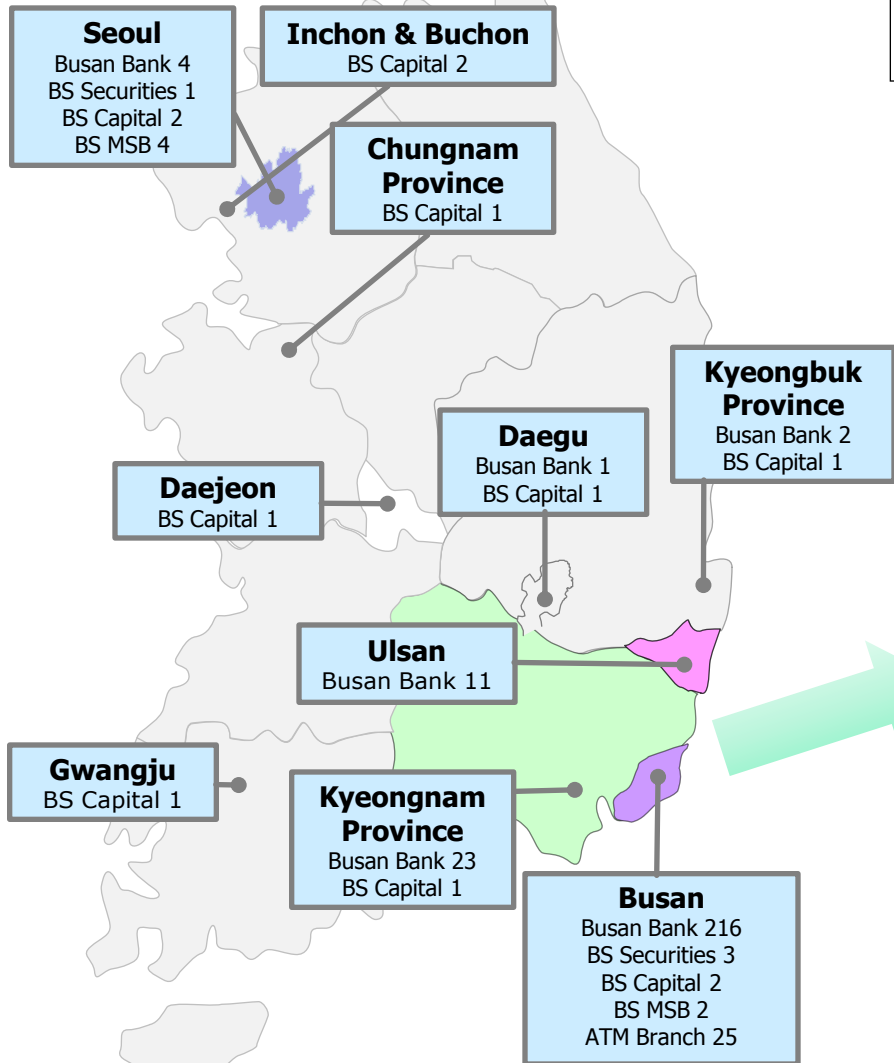 Seoul
Busan Bank 4
BS Securities 1
BS Capital 2
BS MSB 4
Inchon & Buchon
BS Capital 2
Chungnam
Province
BS Capital 1
Kyeongbuk
Province
Busan Bank 2
BS Capital 1
Daegu
Busan Bank 1
BS Capital 1
Daejeon
BS Capital 1
Ulsan
Busan Bank 11
Gwangju
BS Capital 1
Kyeongnam
Province
Busan Bank 23
BS Capital 1
Busan
Busan Bank 216
BS Securities 3
BS Capital 2
BS MSB 2
ATM Branch 25